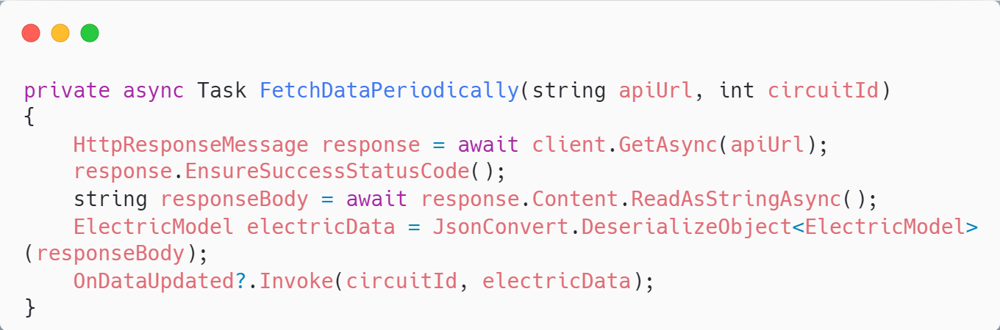 private async Task FetchDataPeriodically(string apiUrl, int circuitId)
{
    HttpResponseMessage response = await client.GetAsync(apiUrl);
    response.EnsureSuccessStatusCode();
    string responseBody = await response.Content.ReadAsStringAsync();
    ElectricModel electricData = JsonConvert.DeserializeObject<ElectricModel>
(responseBody);
    OnDataUpdated?.Invoke(circuitId, electricData);
}